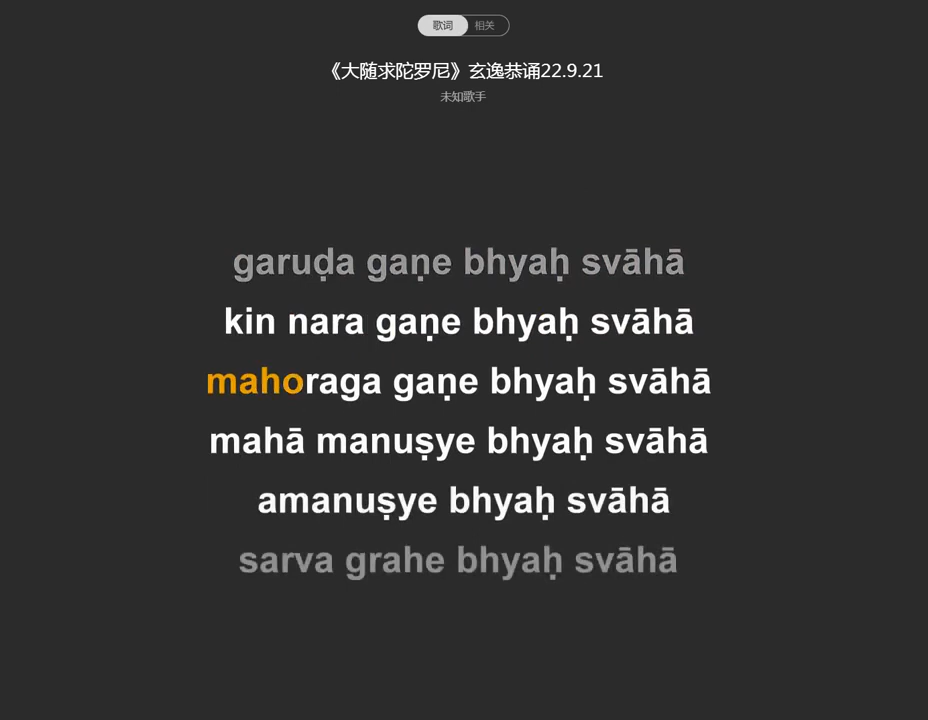 歌词 相关
《大随求陀罗尼》玄逸恭诵22.9.21
未知歌手
garuḍa gaṇe bhyaḥ svāhā
kin nara gaṇe bhyaḥ svāhā
mahoraga gaṇe bhyaḥ svāhā
mahā manuṣye bhyaḥ svāhā
amanuṣye bhyaḥ svāhā
sarva grahe bhyaḥ svāhā